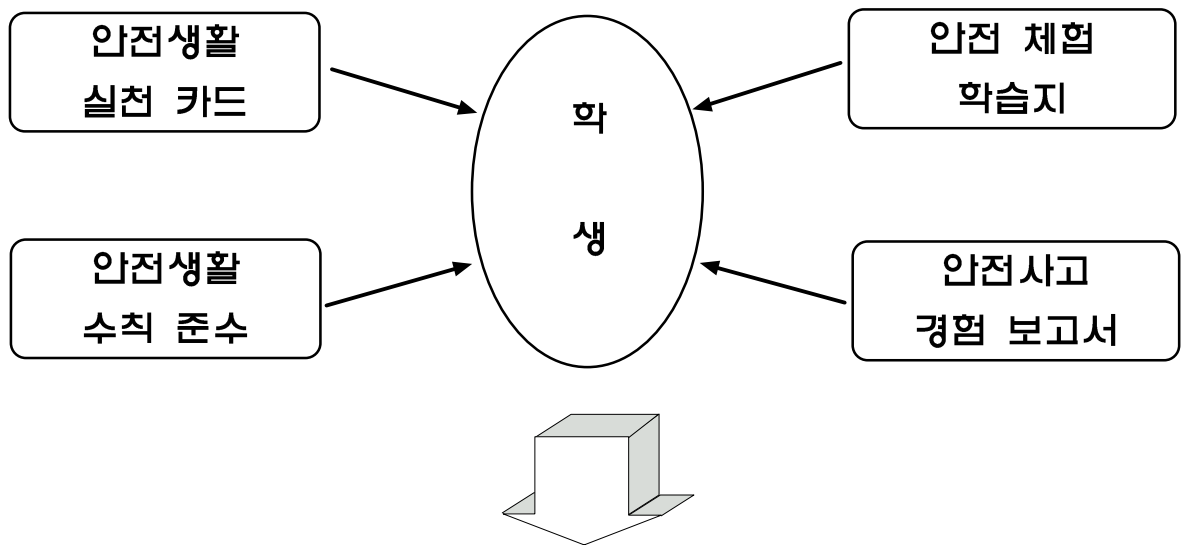 안전생활
실천 카드
안전 체험
학습지
학
생
안전생활
수칙 준수
안전사고
경험 보고서